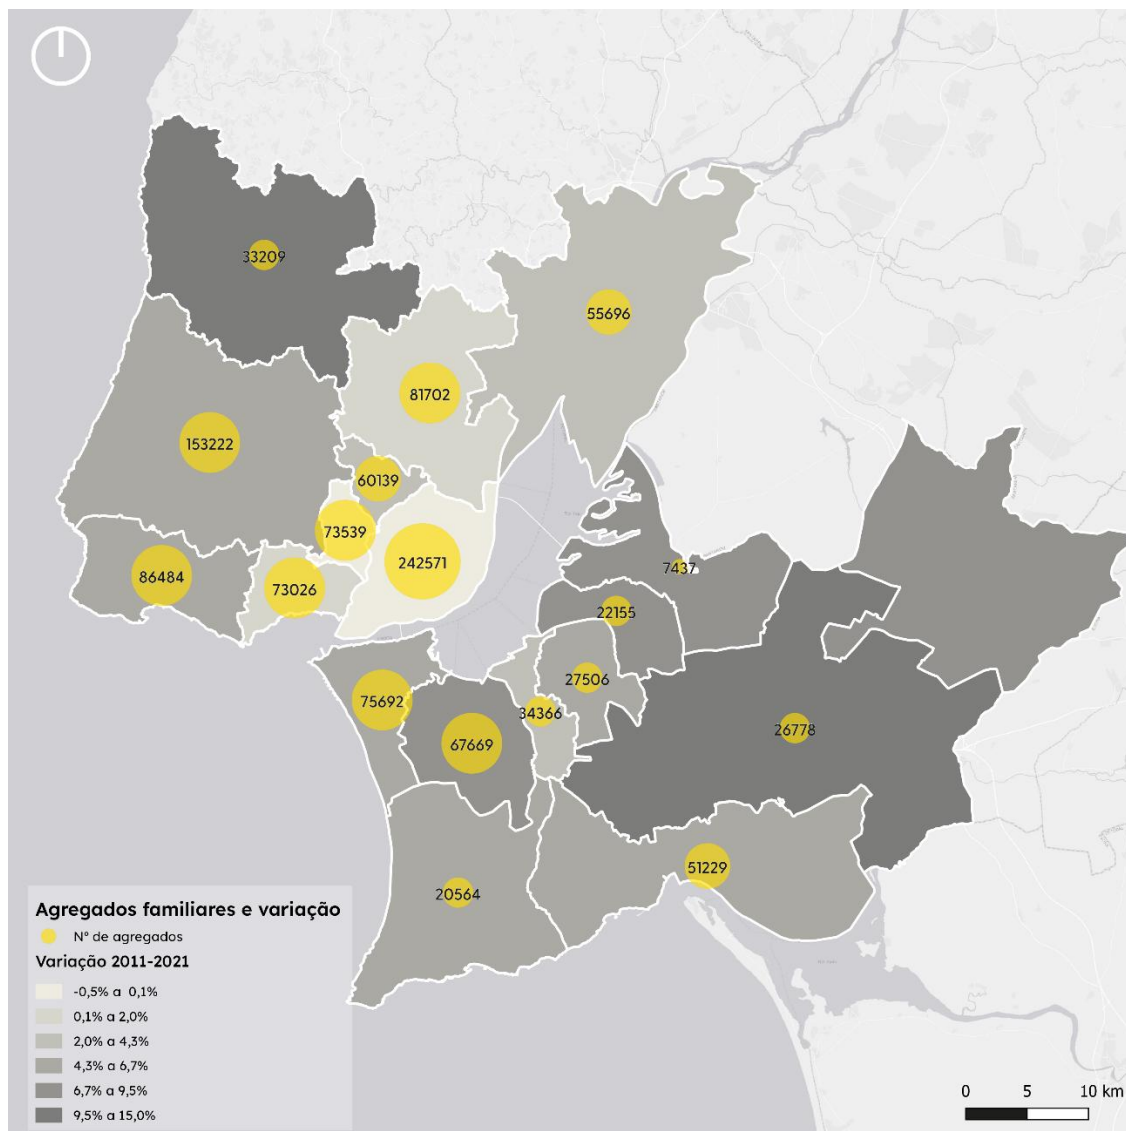 33209
55696
81702
153222
60139
73539
242571
86484
73026
7437
22155
27506
75692
34366
67669
26778
51229
20564
Agregados familiares e variação
Nº de agregados
Variação 2011-2021
-0,5% a 0,1%
0,1% a 2,0%
2,0% a 4,3%
4,3% a 6,7%
6,7% a 9,5%
9,5% a 15,0%
0 5 10 km